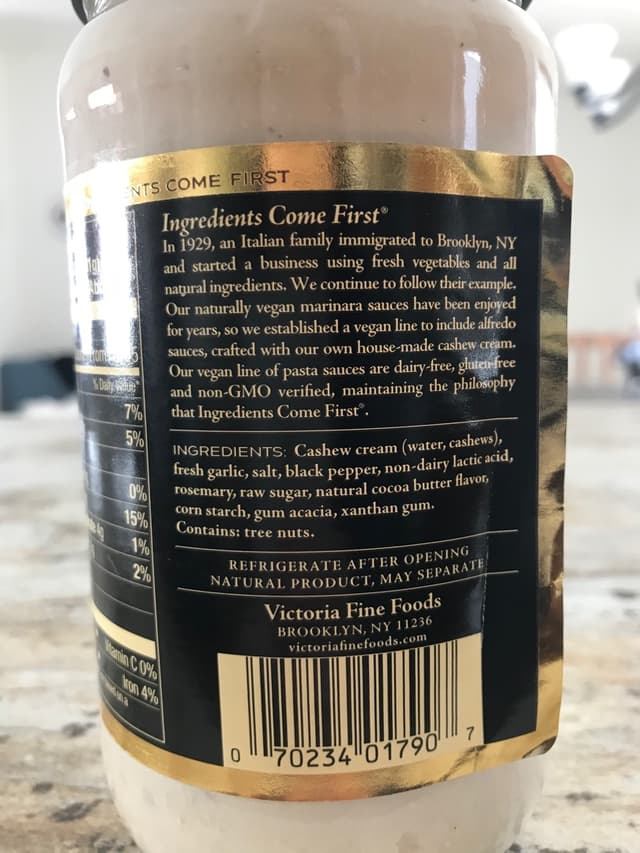 NTS COME FIRST
Ingredients Come First®
In 1929, an Italian family immigrated to Brooklyn, NY
and started a business using fresh vegetables and all
natural ingredients. We continue to follow their example.
Our naturally vegan marinara sauces have been enjoyed
for years, so we established a vegan line to include alfredo
sauces, crafted with our own house-made cashew cream.
Our vegan line of pasta sauces are dairy-free, gluten-free
and non-GMO verified, maintaining the philosophy
that Ingredients Come First®.
INGREDIENTS: Cashew cream (water, cashews),
fresh garlic, salt, black pepper, non-dairy lactic acid,
rosemary, raw sugar, natural cocoa butter flavor,
corn starch, gum acacia, xanthan gum.
Contains: tree nuts.
REFRIGERATE AFTER OPENING
NATURAL PRODUCT, MAY SEPARATE
Victoria Fine Foods
BROOKLYN, NY 11236
victoriafinefoods.com
0 70234 01790 7
% Daily Value*
7%
5%
0%
15%
4g 1%
2%
Vitamin C 0%
Iron 4%